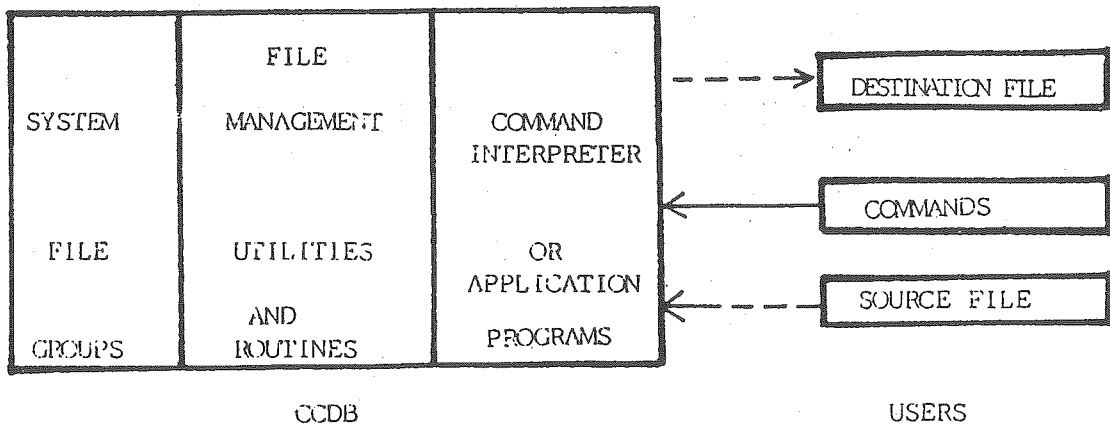 SYSTEM
FILE
GROUPS
FILE
MANAGEMENT
UTILITIES
AND
ROUTINES
COMMAND
INTERPRETER
OR
APPLICATION
PROGRAMS
DESTINATION FILE
COMMANDS
SOURCE FILE
CCDB
USERS